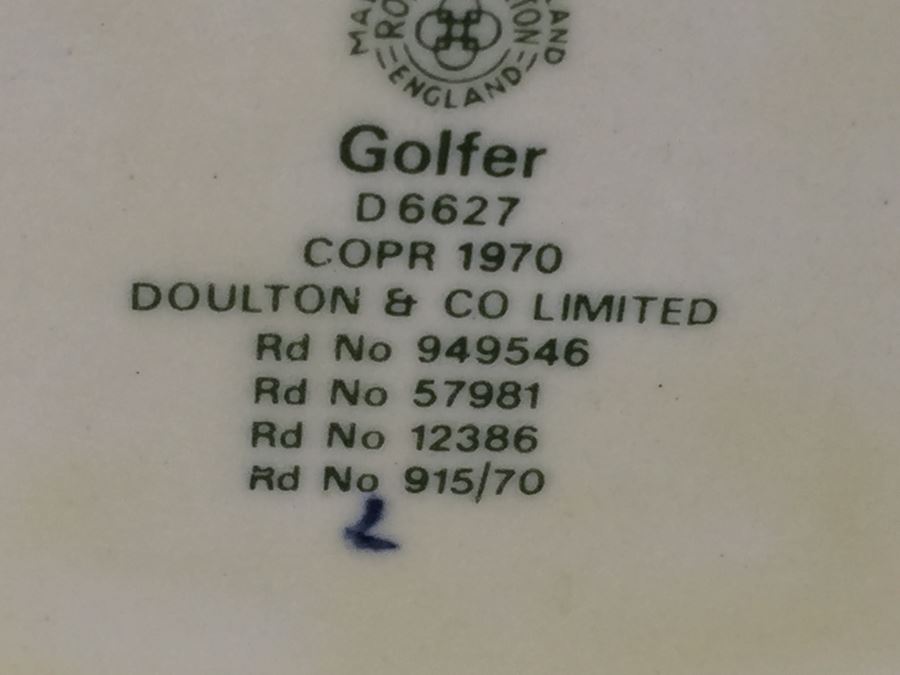 ENGLAND
Golfer
D 6627
COPR 1970
DOULTON & CO LIMITED
Rd No 949546
Rd No 57981
Rd No 12386
Rd No 915/70